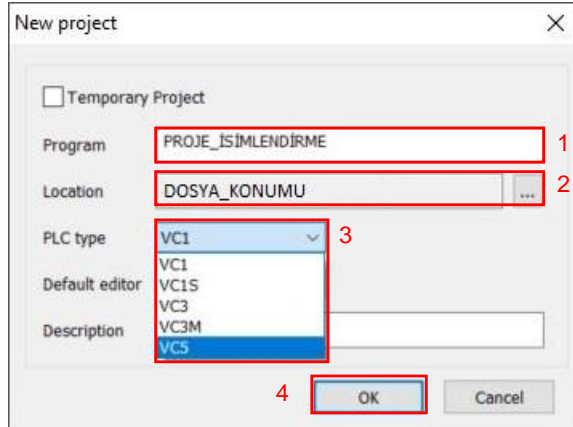 New project
Temporary Project
Program PROJE_İSİMLENDİRME 1
Location DOSYA_KONUMU ... 2
PLC type VC1 3
VC1
VC1S
Default editor
VC3
Description VC3M
VC5
4 OK Cancel